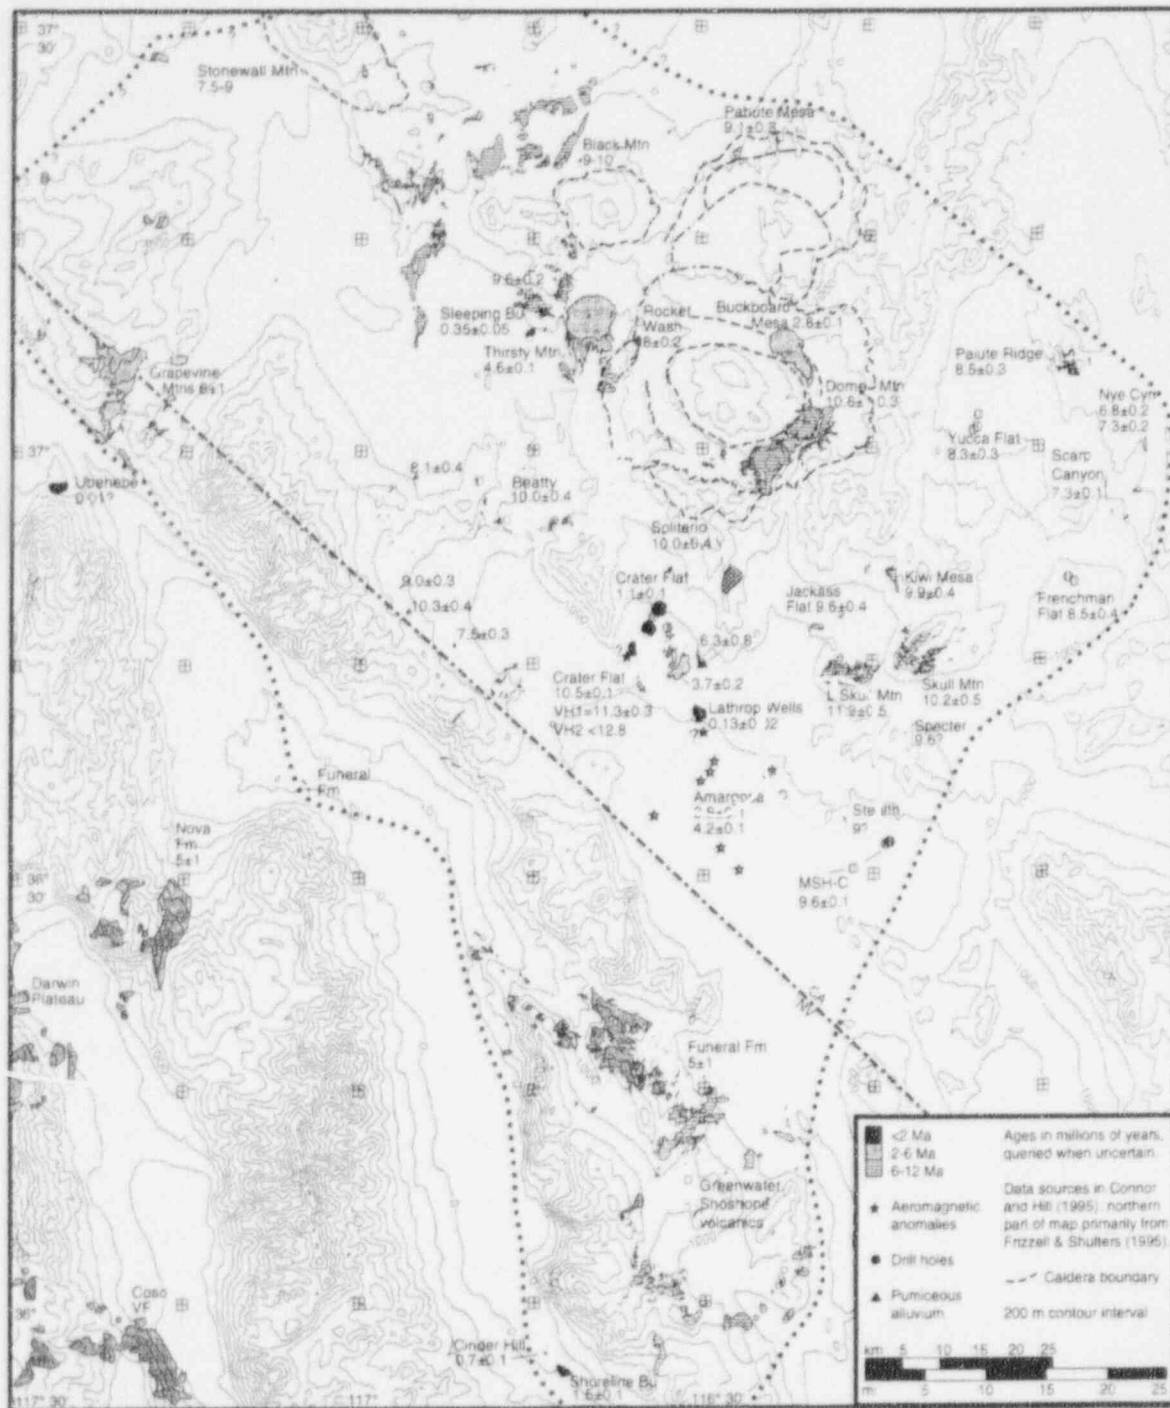 37°
30'
Stonewall Mtn
7.5-9
Pahute Mesa
Black Mtn
9-10
9.6±0.2
Sleeping Bu
0.35±0.05
Thirsty Mtn
4.6±0.1
Rocket
Wash
8±0.2
Buckboard
Mesa 2.8±0.1
Paiute Ridge
8.5±0.3
Grapevine
Mtns 8±1
Dome Mtn
Nye Cyn
6.8±0.2
7.3±0.2
Yucca Flat
8.3±0.3
Scarp
Canyon
7.3±0.1
37°
Ubehebe
0.01?
8.1±0.4
Beatty
10.0±0.4
Solitario
10.0±0.4
Crater Flat
1.1±0.1
Kiwi Mesa
9.9±0.4
Jackass
Flat 9.6±0.4
Frenchman
Flat 8.5±0.4
9.0±0.3
10.3±0.4
7.5±0.3
6.3±0.8
3.7±0.2
Crater Flat
10.5±0.1
VH1=11.3±0.3
VH2 <12.8
Lathrop Wells
L Skull Mtn
Skull Mtn
10.2±0.5
Specter
9.6?
?
Funeral
Fm
Amargosa
4.2±0.1
Nova
Fm
5±1
36°
30'
MSH-C
9.6±0.1
Darwin
Plateau
CA
NV
Funeral Fm
5±1
Greenwater,
Shoshone
volcanics
1000
Coso
VF
36°
Cinder Hill
0.7±0.1
Shoreline Bu
1.6±0.1
117° 30'
117°
116° 30'
<2 Ma
2-6 Ma
6-12 Ma
Aeromagnetic
anomalies
Drill holes
Pumiceous
alluvium
Ages in millions of years,
queried when uncertain.
Data sources in Connor
and Hill (1995), northern
part of map primarily from
Frizzell & Shulters (1995).
Caldera boundary
200 m contour interval
km 5 10 15 20 25
mi 5 10 15 20 25